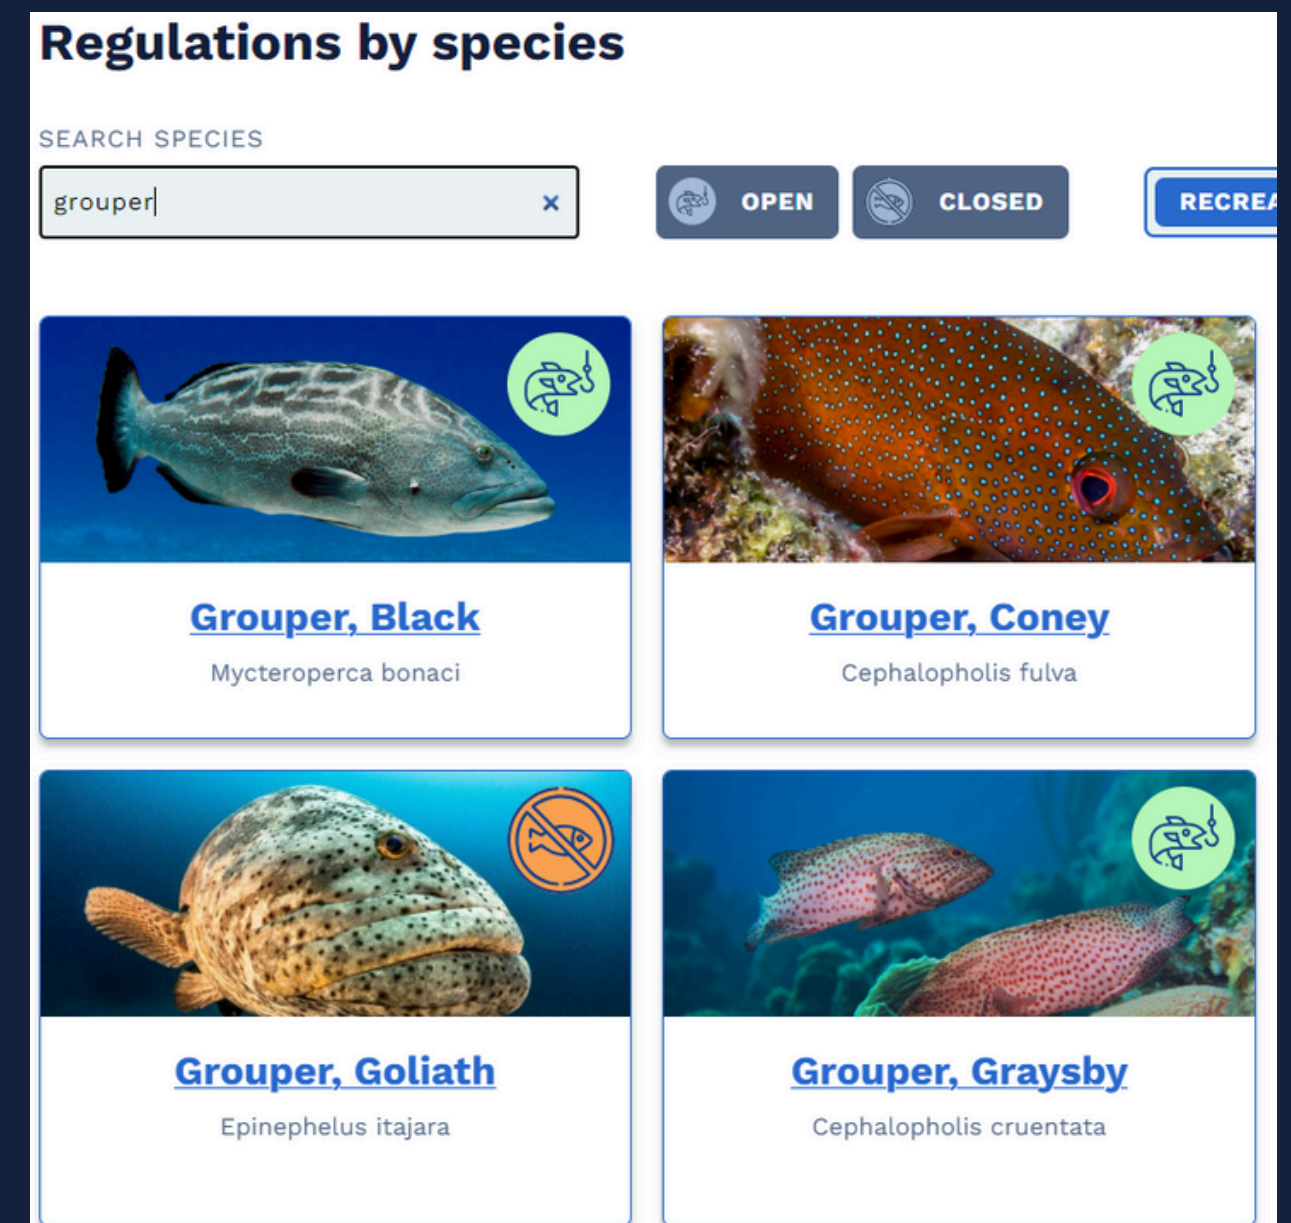 Regulations by species
SEARCH SPECIES
grouper
OPEN
CLOSED
Grouper, Black
Mycteroperca bonaci
Grouper, Coney
Cephalopholis fulva
Grouper, Goliath
Epinephelus itajara
Grouper, Graysby
Cephalopholis cruentata